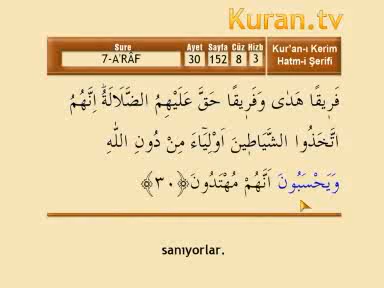 Kuran.tv
Sure Ayet Sayfa Cüz Hizb
7-A'RÂF 30 152 8 3
Kur'an-ı Kerim
Hatm-i Şerifi
فَرٖيقًا هَدٰى وَفَرٖيقًا حَقَّ عَلَيْهِمُ الضَّلَالَةُ اِنَّهُمُ
اتَّخَذُوا الشَّيَاطٖينَ اَوْلِيَٓاءَ مِنْ دُونِ اللّٰهِ
وَيَحْسَبُونَ اَنَّهُمْ مُهْتَدُونَ ﴿٣٠﴾
sanıyorlar.